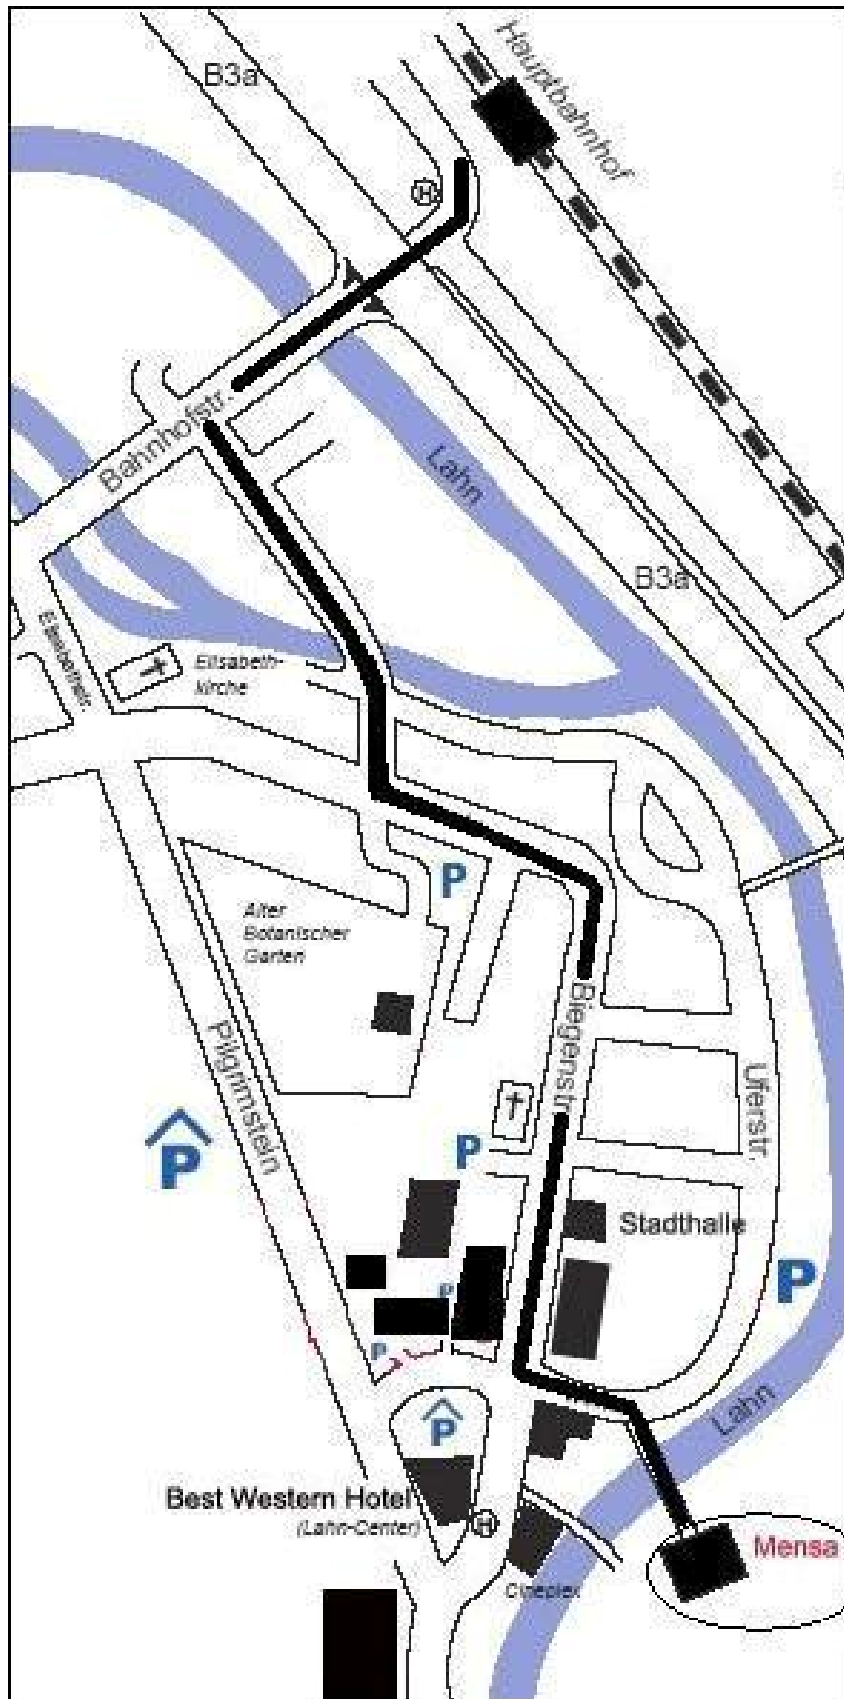 Hauptbahnhof
B3a
H
Bahnhofstr.
Lahn
B3a
Elisabethstr.
Elisabeth-
kirche
P
Alter
Botanischer
Garten
Biegenstr.
Pilgrimstein
Uferstr.
P
P
Stadthalle
P
P
P
P
Lahn
Best Western Hotel
(Lahn-Center)
H
Mensa
Cineplex